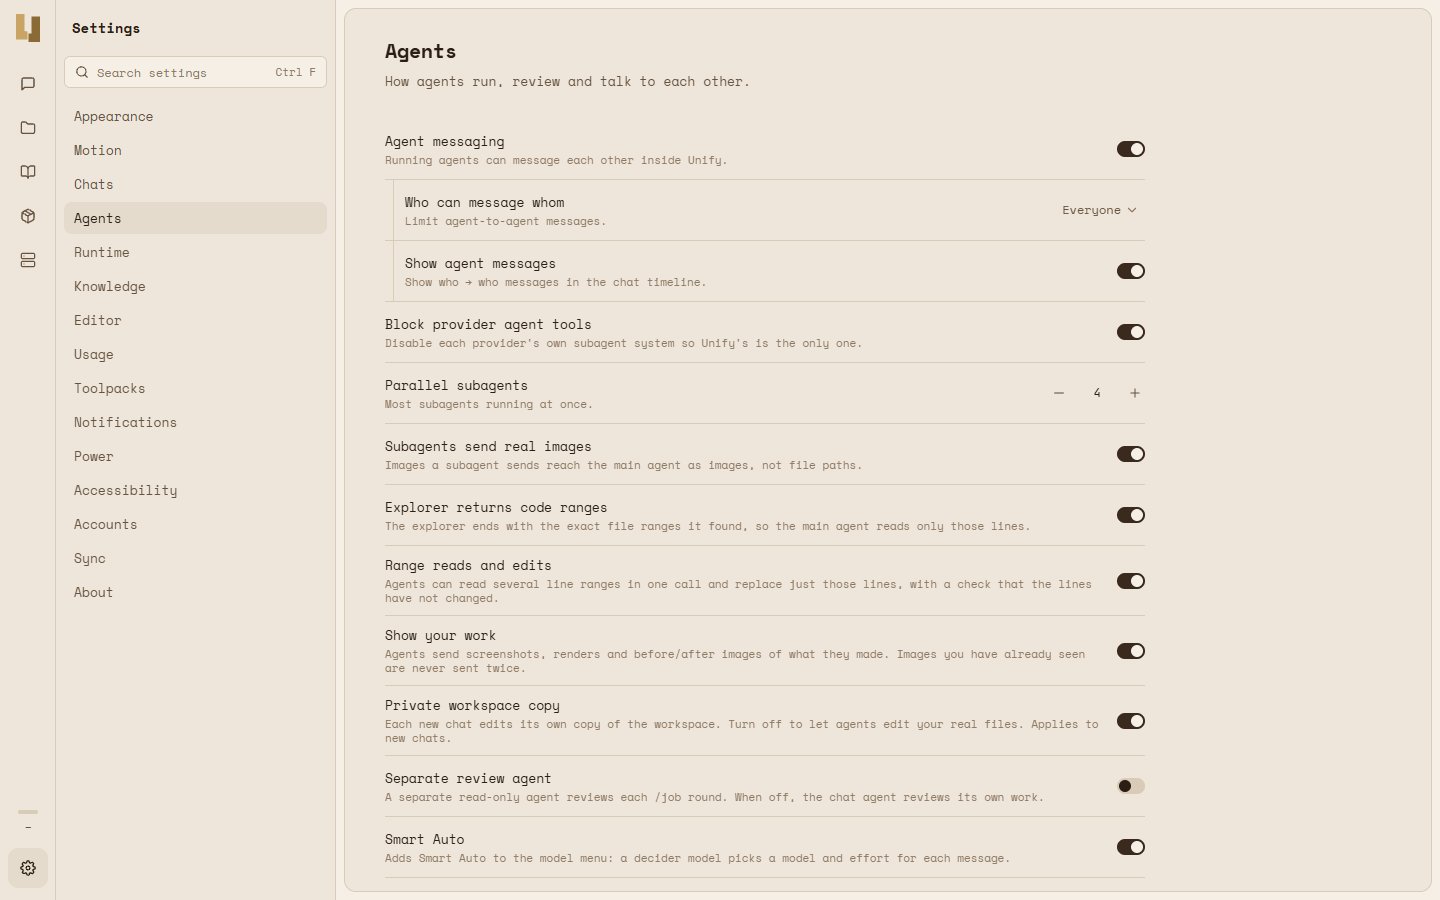 Settings
Search settings
Ctrl F
Appearance
Motion
Chats
Agents
Runtime
Knowledge
Editor
Usage
Toolpacks
Notifications
Power
Accessibility
Accounts
Sync
About
Agents
How agents run, review and talk to each other.
Agent messaging
Running agents can message each other inside Unify.
Who can message whom
Limit agent-to-agent messages.
Everyone
Show agent messages
Show who → who messages in the chat timeline.
Block provider agent tools
Disable each provider's own subagent system so Unify's is the only one.
Parallel subagents
Most subagents running at once.
4
Subagents send real images
Images a subagent sends reach the main agent as images, not file paths.
Explorer returns code ranges
The explorer ends with the exact file ranges it found, so the main agent reads only those lines.
Range reads and edits
Agents can read several line ranges in one call and replace just those lines, with a check that the lines
have not changed.
Show your work
Agents send screenshots, renders and before/after images of what they made. Images you have already seen
are never sent twice.
Private workspace copy
Each new chat edits its own copy of the workspace. Turn off to let agents edit your real files. Applies to
new chats.
Separate review agent
A separate read-only agent reviews each /job round. When off, the chat agent reviews its own work.
Smart Auto
Adds Smart Auto to the model menu: a decider model picks a model and effort for each message.